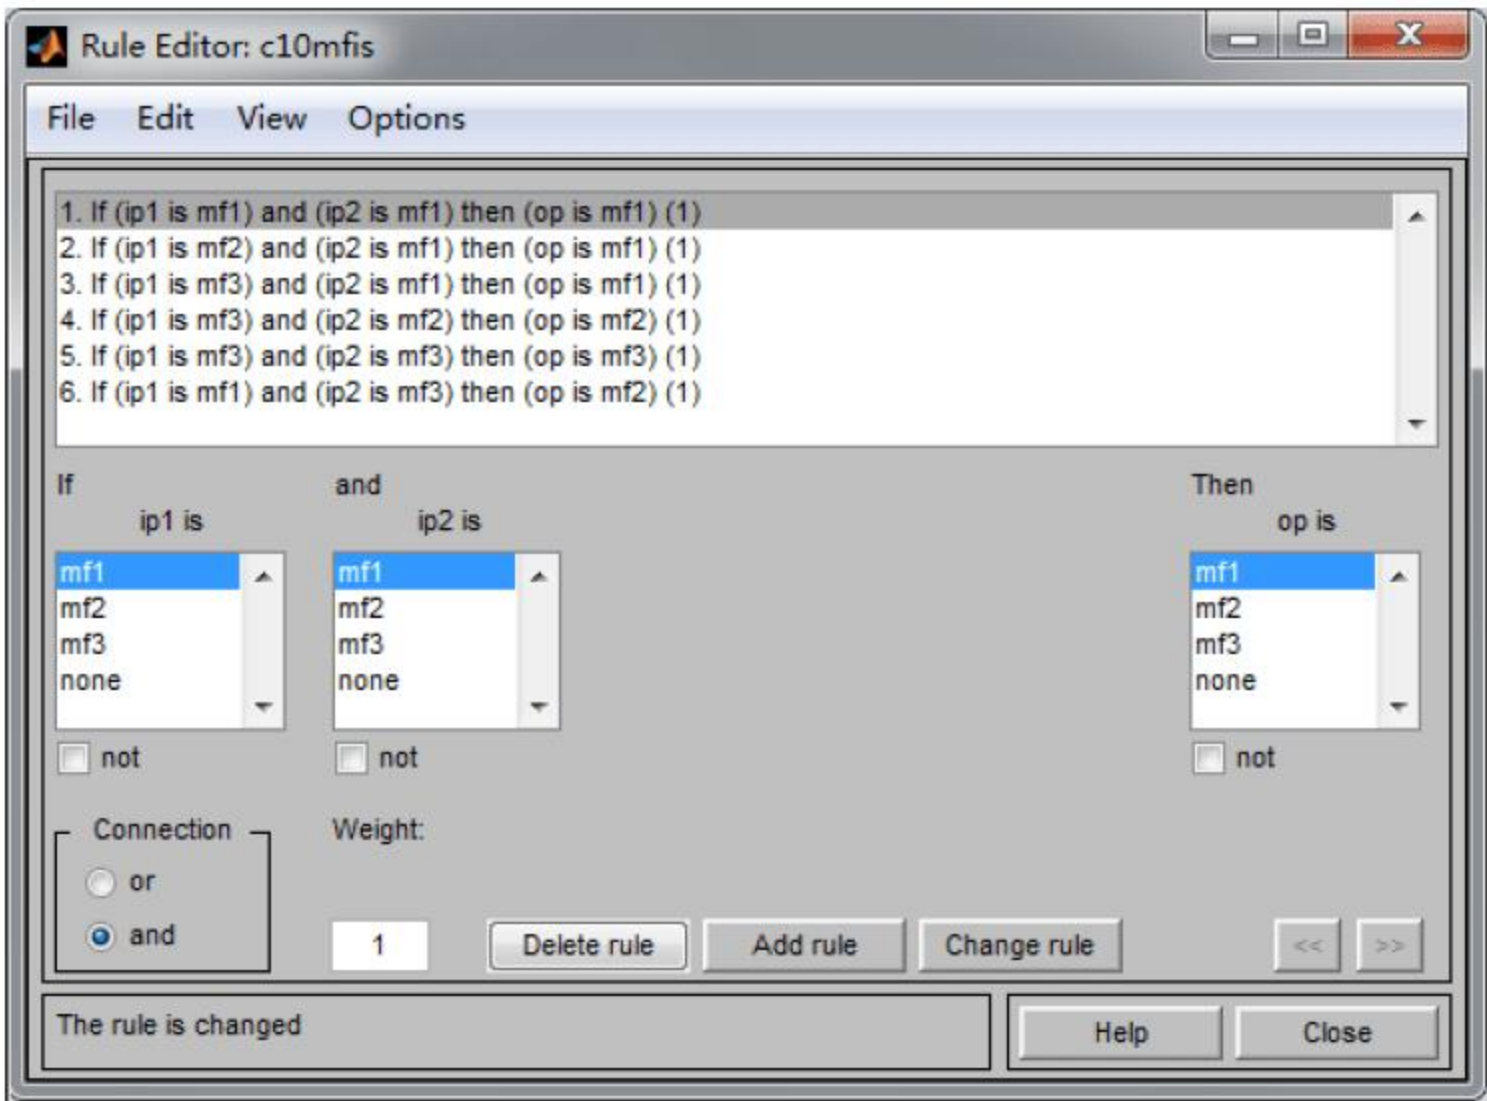 Rule Editor: c10mfis
File Edit View Options
1. If (ip1 is mf1) and (ip2 is mf1) then (op is mf1) (1)
2. If (ip1 is mf2) and (ip2 is mf1) then (op is mf1) (1)
3. If (ip1 is mf3) and (ip2 is mf1) then (op is mf1) (1)
4. If (ip1 is mf3) and (ip2 is mf2) then (op is mf2) (1)
5. If (ip1 is mf3) and (ip2 is mf3) then (op is mf3) (1)
6. If (ip1 is mf1) and (ip2 is mf3) then (op is mf2) (1)
If and Then
ip1 is ip2 is op is
mf1 mf1 mf1
mf2 mf2 mf2
mf3 mf3 mf3
none none none
not not not
Connection Weight:
or
and 1 Delete rule Add rule Change rule << >>
The rule is changed Help Close